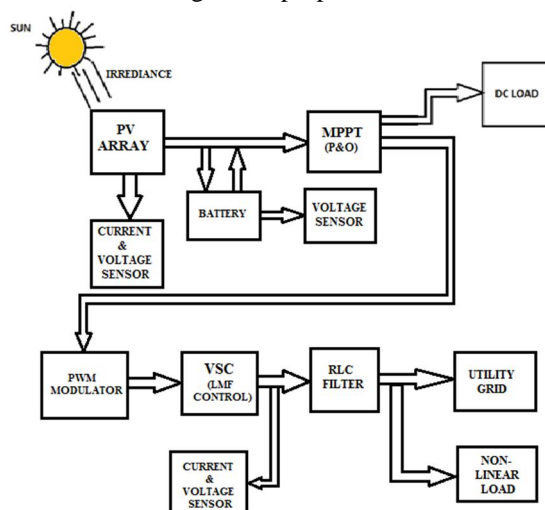 SUN
IRREDIANCE
PV
ARRAY
MPPT
(P&O)
DC LOAD
BATTERY
VOLTAGE
SENSOR
CURRENT
&
VOLTAGE
SENSOR
PWM
MODULATOR
VSC
(LMF
CONTROL)
RLC
FILTER
UTILITY
GRID
CURRENT
&
VOLTAGE
SENSOR
NON-
LINEAR
LOAD